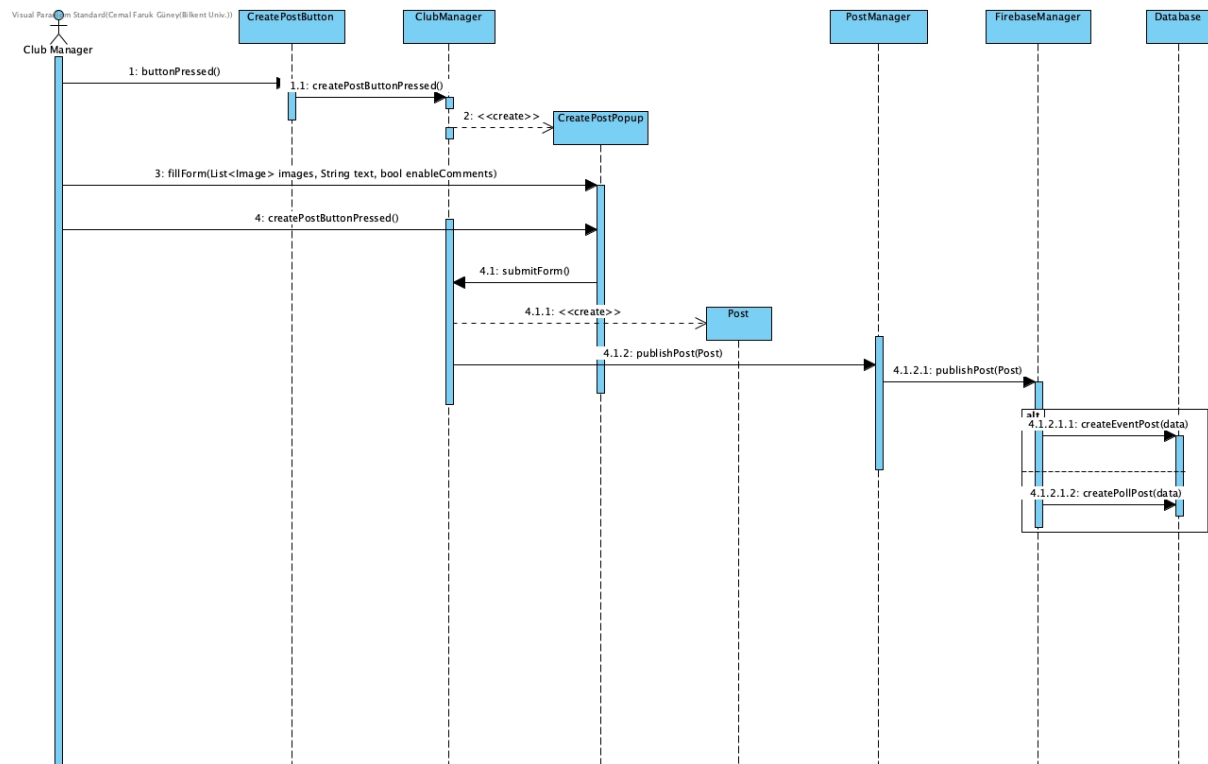 Visual Paradigm Standard(Cemal Faruk Güney(Bilkent Univ.))
CreatePostButton
ClubManager
PostManager
FirebaseManager
Database
Club Manager
1: buttonPressed()
1.1: createPostButtonPressed()
2: <<create>>
CreatePostPopup
3: fillForm(List<Image> images, String text, bool enableComments)
4: createPostButtonPressed()
4.1: submitForm()
4.1.1: <<create>>
Post
4.1.2: publishPost(Post)
4.1.2.1: publishPost(Post)
alt
4.1.2.1.1: createEventPost(data)
4.1.2.1.2: createPollPost(data)